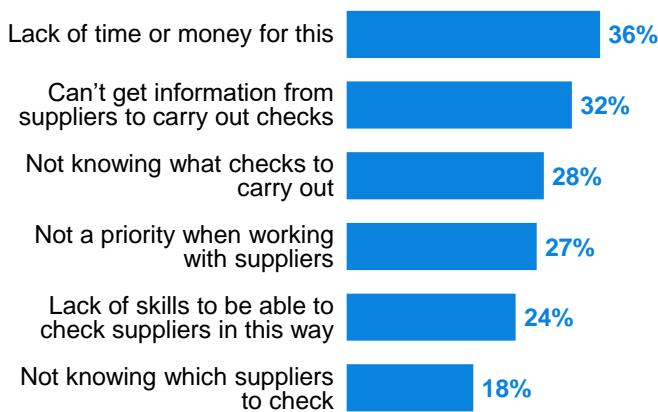 Lack of time or money for this
36%
Can't get information from
suppliers to carry out checks
32%
Not knowing what checks to
carry out
28%
Not a priority when working
with suppliers
27%
Lack of skills to be able to
check suppliers in this way
24%
Not knowing which suppliers
to check
18%